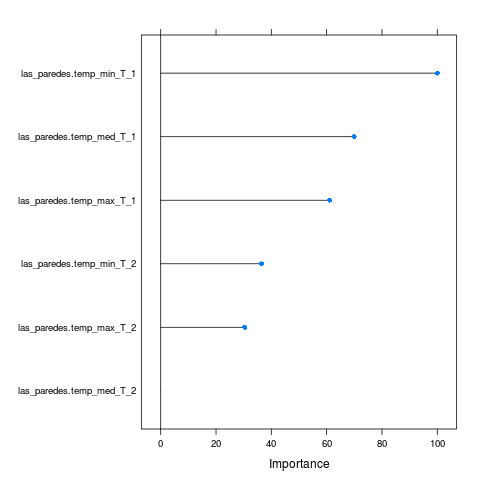 las_paredes.temp_min_T_1
las_paredes.temp_med_T_1
las_paredes.temp_max_T_1
las_paredes.temp_min_T_2
las_paredes.temp_max_T_2
las_paredes.temp_med_T_2
0 20 40 60 80 100
Importance